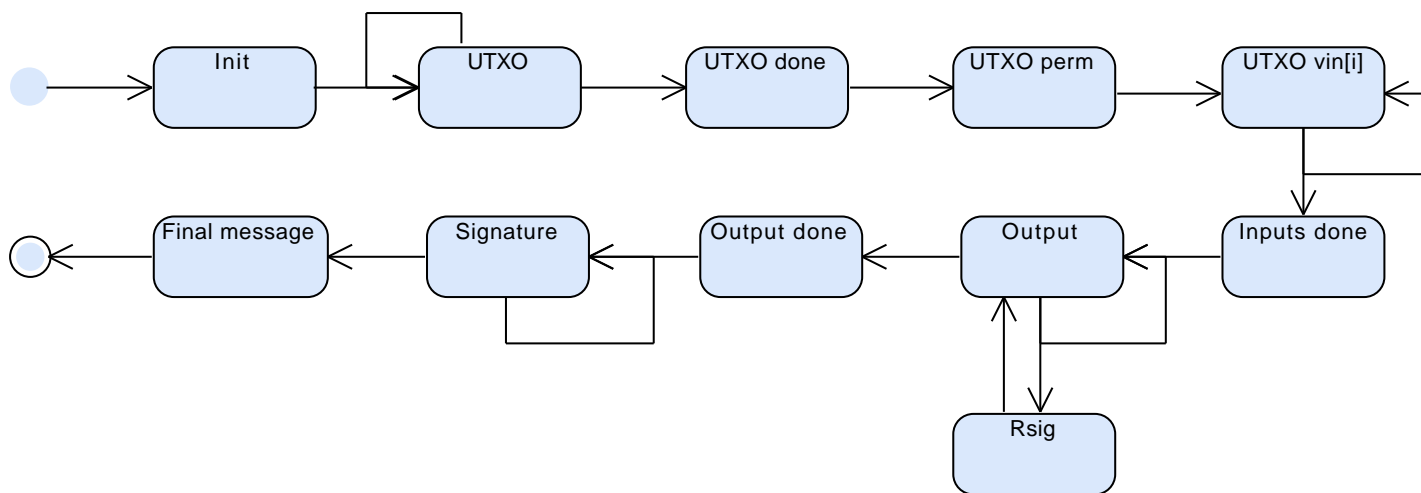 Init
UTXO
UTXO done
UTXO perm
UTXO vin[i]
Final message
Signature
Output done
Output
Inputs done
Rsig